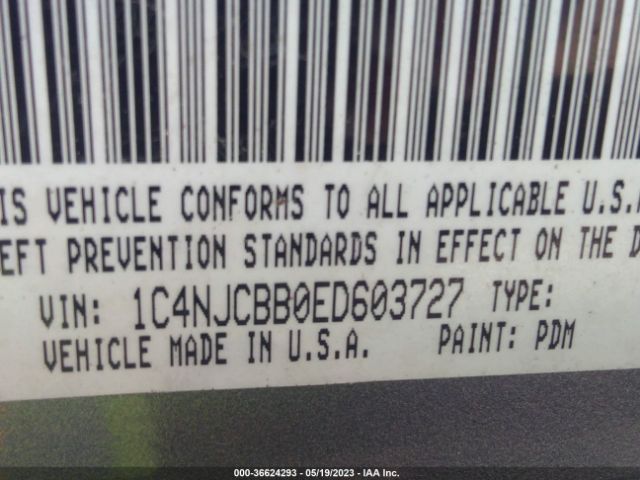 IS VEHICLE CONFORMS TO ALL APPLICABLE U.S.
EFT PREVENTION STANDARDS IN EFFECT ON THE D
VIN: 1C4NJCBB0ED603727 TYPE:
VEHICLE MADE IN U.S.A. PAINT: PDM
000-36624293 - 05/19/2023 - IAA Inc.